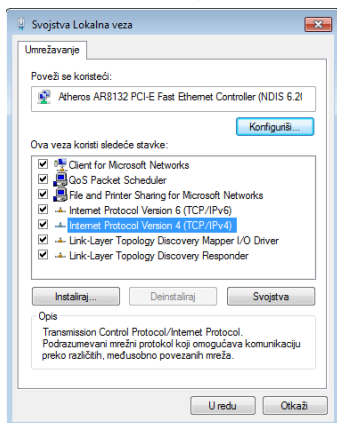 Svojstva Lokalna veza
Umrežavanje
Poveži se koristeći:
Atheros AR8132 PCI-E Fast Ethernet Controller (NDIS 6.20
Konfiguriši...
Ova veza koristi sledeće stavke:
Client for Microsoft Networks
QoS Packet Scheduler
File and Printer Sharing for Microsoft Networks
Internet Protocol Version 6 (TCP/IPv6)
Internet Protocol Version 4 (TCP/IPv4)
Link-Layer Topology Discovery Mapper I/O Driver
Link-Layer Topology Discovery Responder
Instaliraj...
Deinstaliraj
Svojstva
Opis
Transmission Control Protocol/Internet Protocol.
Podrazumevani mrežni protokol koji omogućava komunikaciju
preko različitih, međusobno povezanih mreža.
U redu
Otkaži